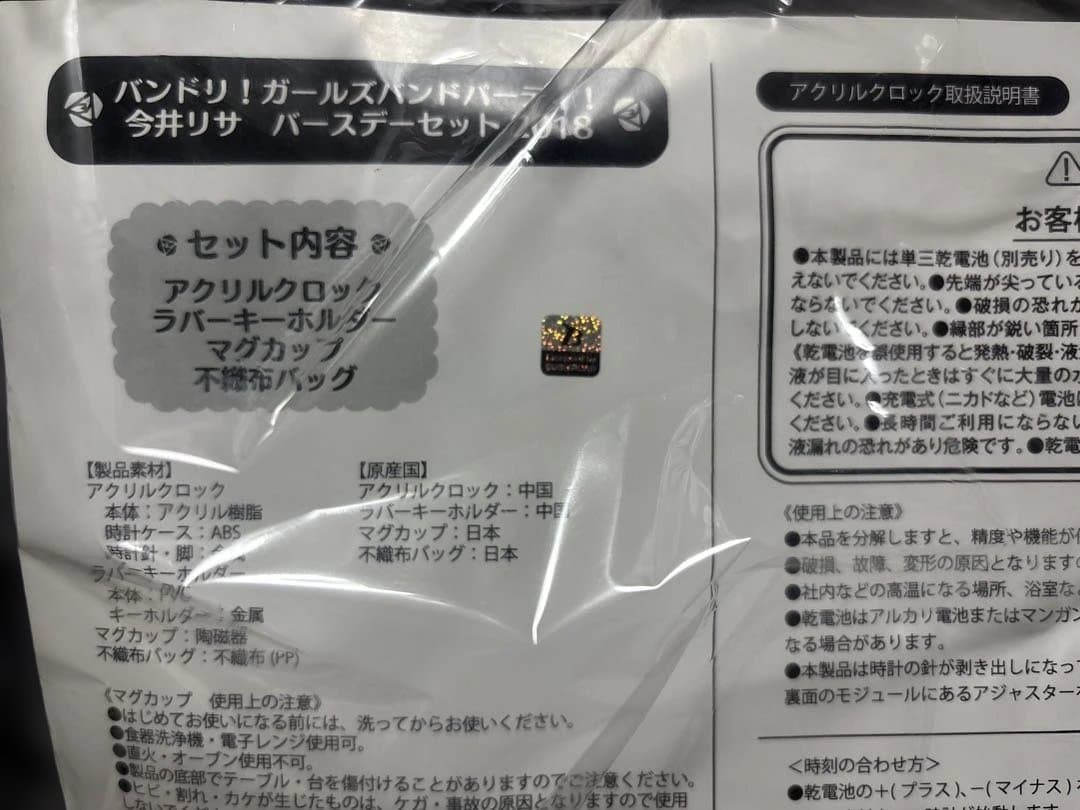 バンドリ！ガールズバンドパーティ！
今井リサ バースデーセット 2018
セット内容
アクリルクロック
ラバーキーホルダー
マグカップ
不織布バッグ
【製品素材】
アクリルクロック
本体：アクリル樹脂
時計ケース：ABS
時計針・脚：金属
ラバーキーホルダー
本体：PVC
キーホルダー：金属
マグカップ：陶磁器
不織布バッグ：不織布(PP)
【原産国】
アクリルクロック：中国
ラバーキーホルダー：中国
マグカップ：日本
不織布バッグ：日本
《マグカップ 使用上の注意》
●はじめてお使いになる前には、洗ってからお使いください。
●食器洗浄機・電子レンジ使用可。
●直火・オーブン使用不可。
●製品の底部でテーブル・台を傷付けることがありますのでご注意ください。
●ヒビ・割れ・カケが生じたものは、ケガ・事故の原因となりますので使用
アクリルクロック取扱説明書
お客様
●本製品には単三乾電池（別売り）を
えないでください。●先端が尖っている
ならないでください。●破損の恐れが
しないでください。●縁部が鋭い箇所
《乾電池を誤使用すると発熱・破裂・液
液が目に入ったときはすぐに大量の水
ください。●充電式（ニカドなど）電池
ください。●長時間ご利用にならない
液漏れの恐れがあり危険です。●乾電
《使用上の注意》
●本品を分解しますと、精度や機能が
●破損、故障、変形の原因となりますの
●社内などの高温になる場所、浴室な
●乾電池はアルカリ電池またはマンガン
なる場合があります。
●本製品は時計の針が剥き出しになっ
裏面のモジュールにあるアジャスターを
＜時刻の合わせ方＞
●乾電池の＋(プラス)、－(マイナス)